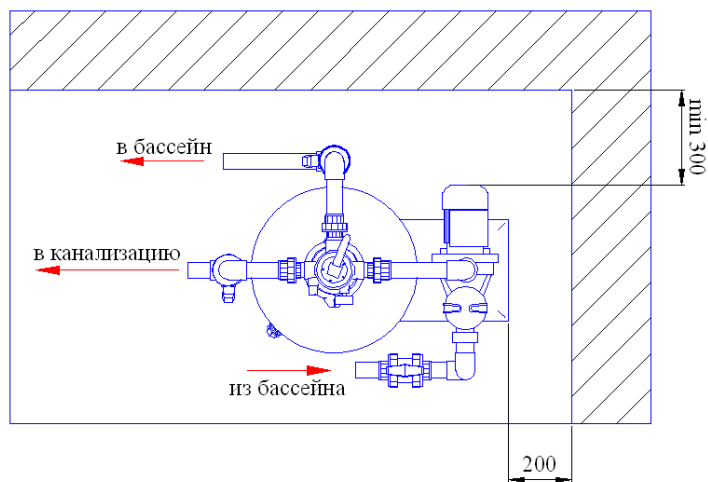 min 300
в бассейн
в канализацию
из бассейна
200